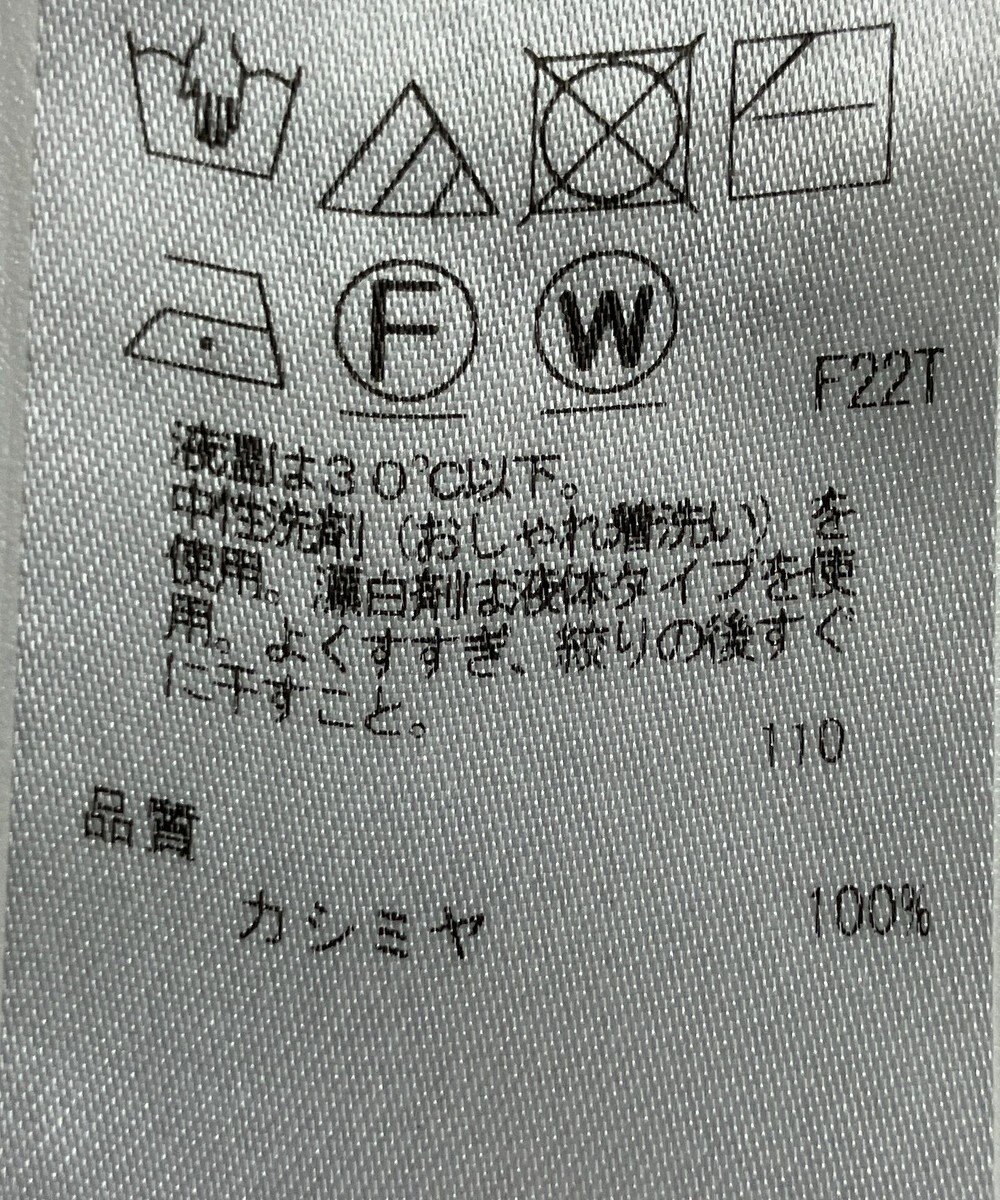 F
W
F22T
液温は30℃以下。
中性洗剤(おしゃれ着洗い)を
使用。漂白剤は液体タイプを使
用。よくすすぎ、絞りの後すぐ
に干すこと。
110
品質
カシミヤ 100%